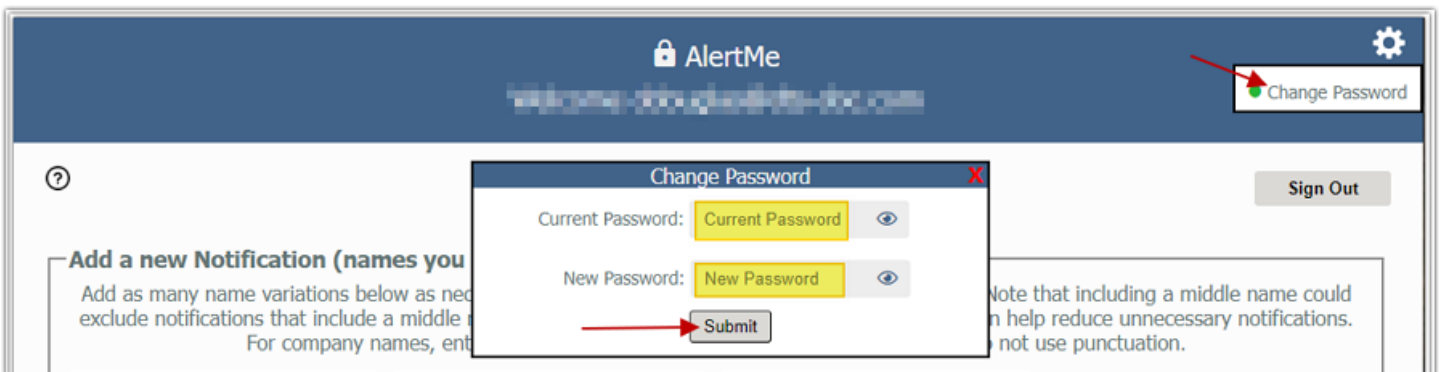 AlertMe
Change Password
Sign Out
Change Password X
Current Password: Current Password
New Password: New Password
Submit
Add a new Notification (names you
Add as many name variations below as
Note that including a middle name could
exclude notifications that include a middle
help reduce unnecessary notifications.
For company names,
not use punctuation.